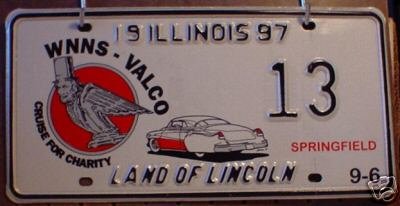 19 ILLINOIS 97
WNNS - VALCO
CRUISE FOR CHARITY
13
SPRINGFIELD
LAND OF LINCOLN
9-6